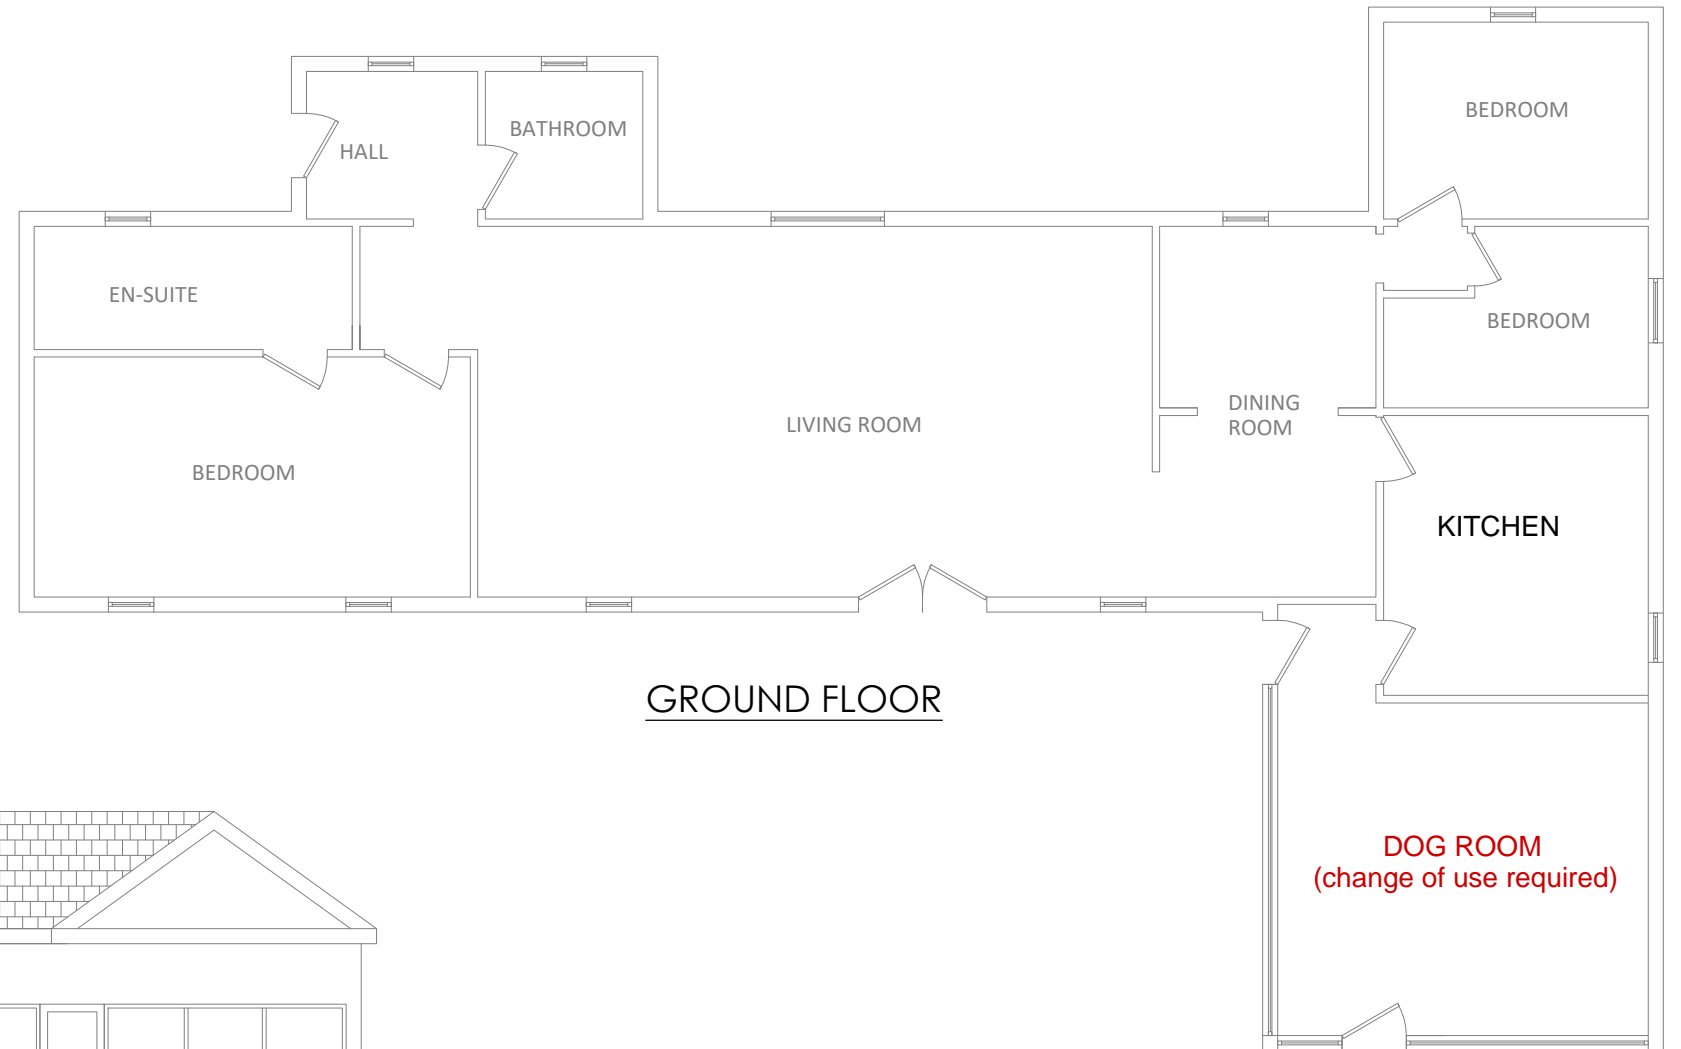 BEDROOM
BATHROOM
HALL
EN-SUITE
BEDROOM
DINING
ROOM
LIVING ROOM
BEDROOM
KITCHEN
GROUND FLOOR
DOG ROOM
(change of use required)